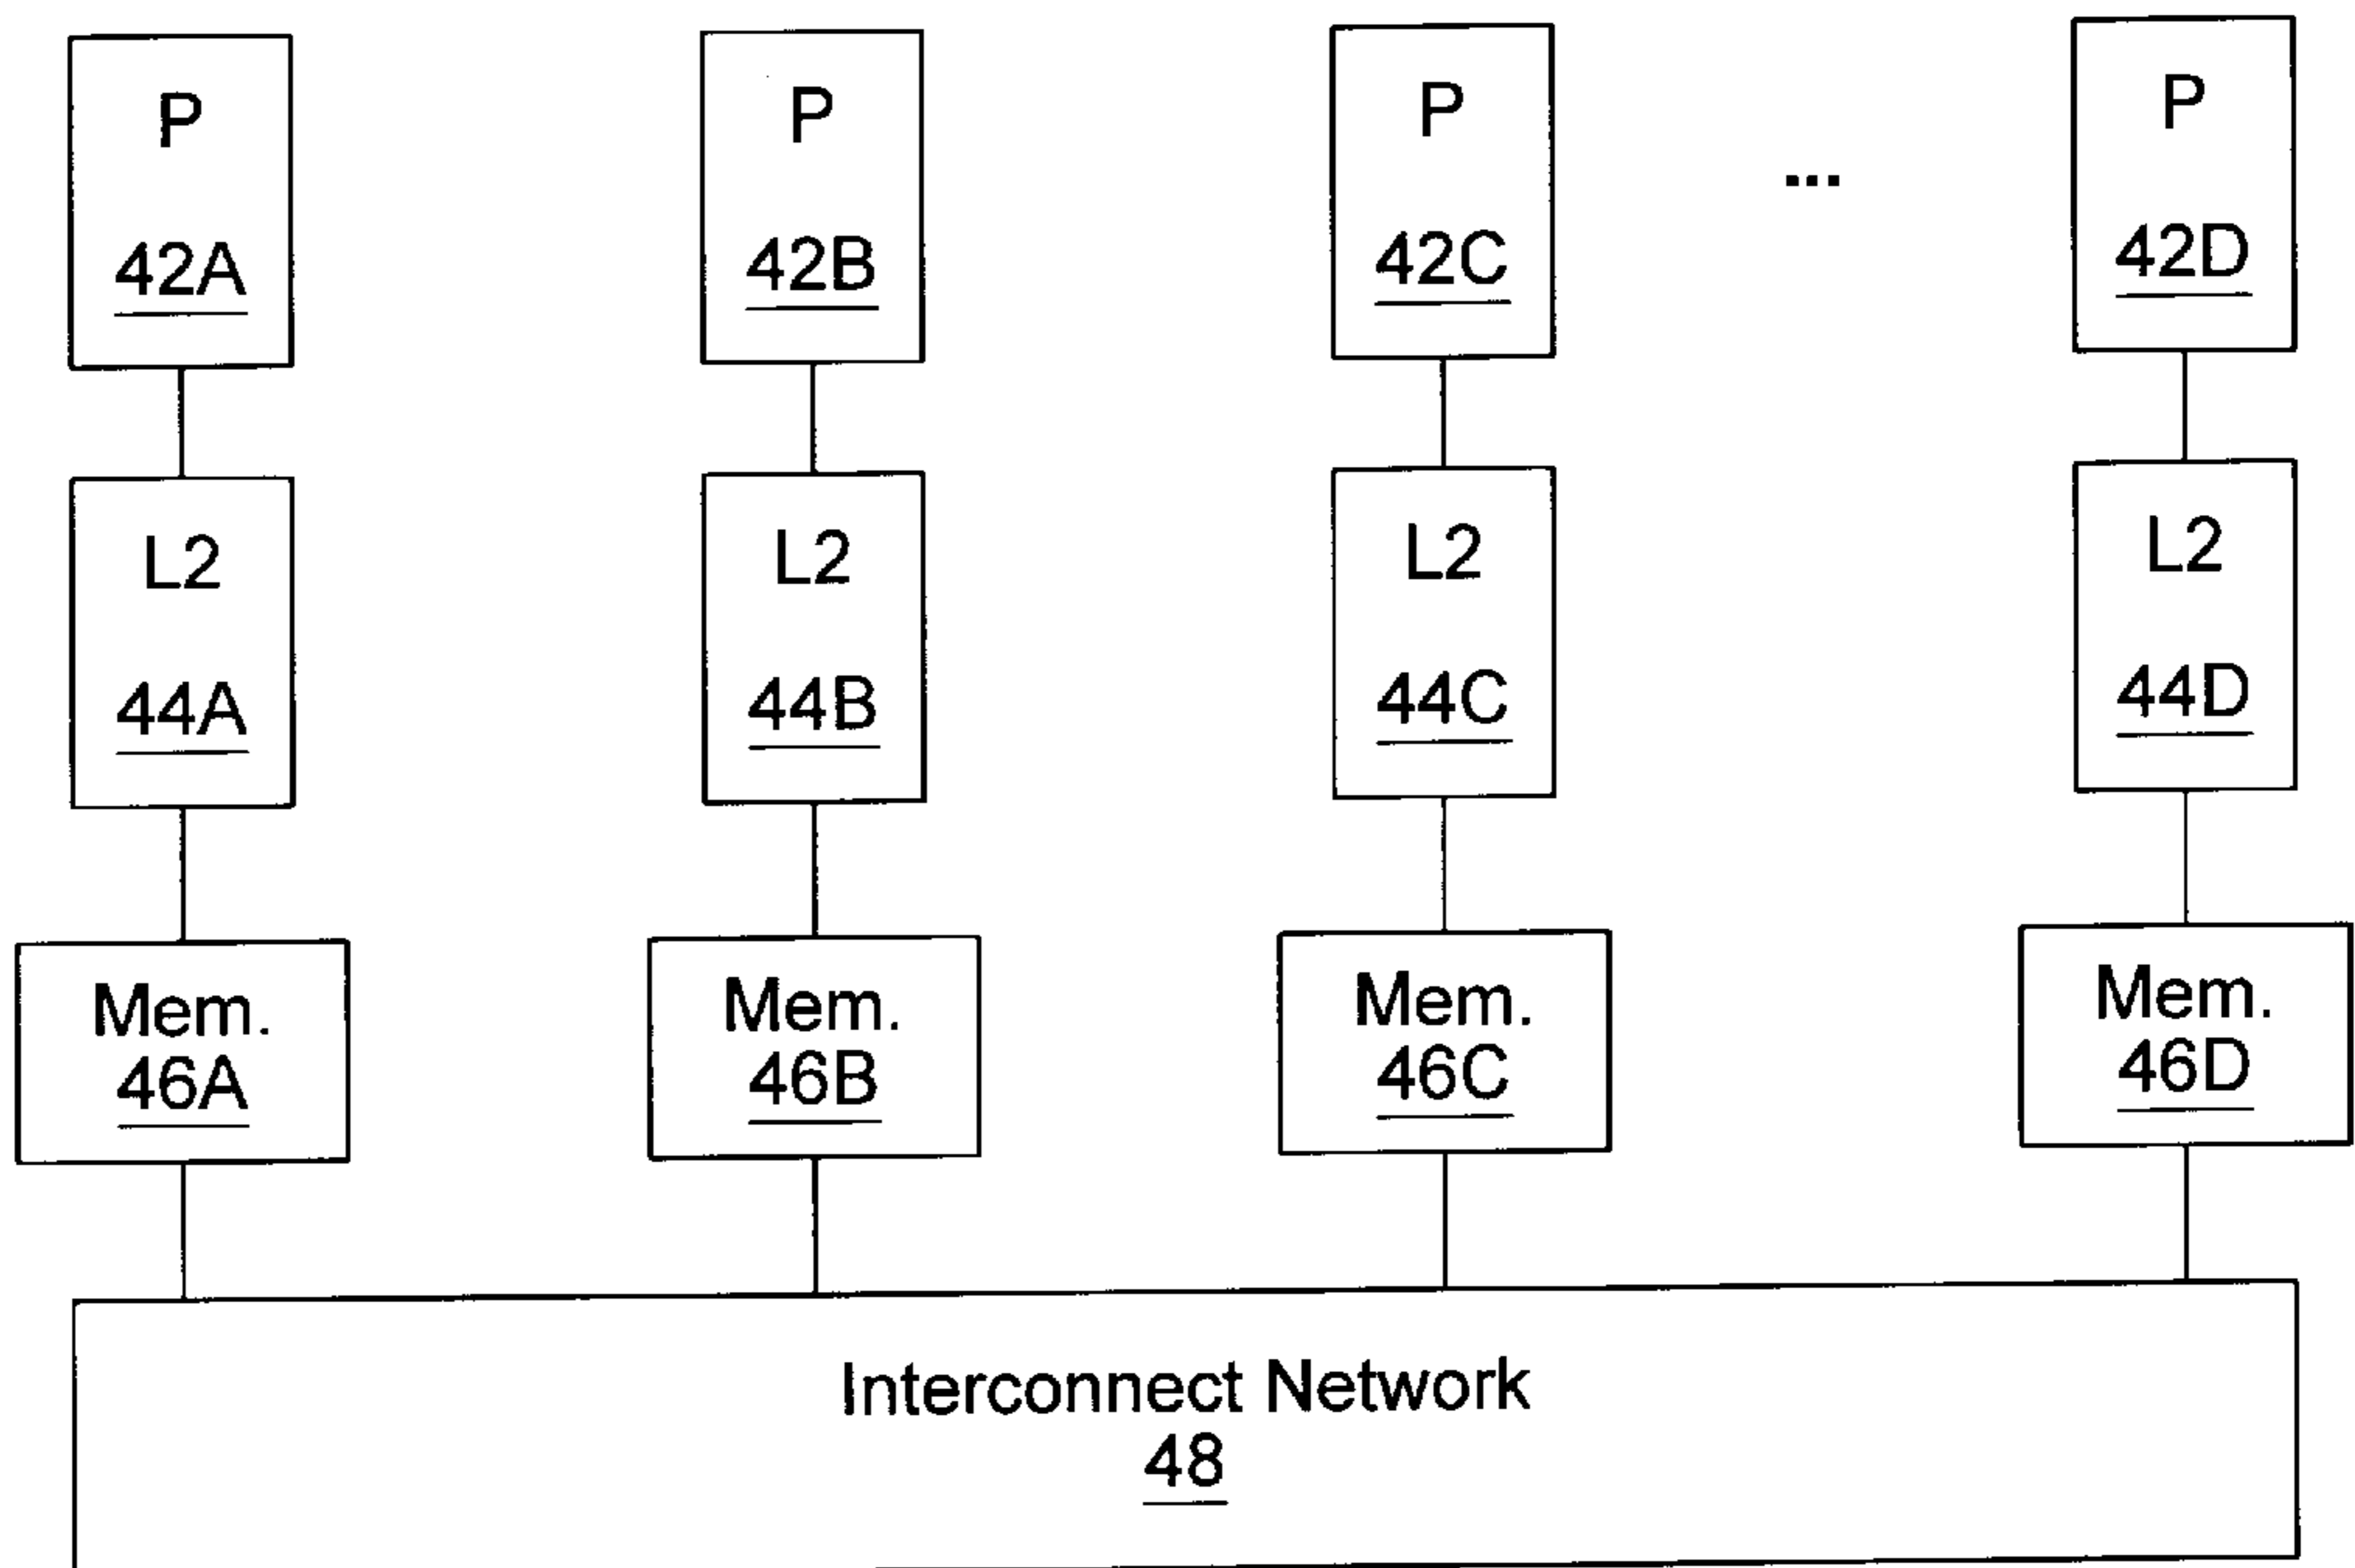 P P P P
42A 42B 42C ... 42D
L2 L2 L2 L2
44A 44B 44C 44D
Mem. Mem. Mem. Mem.
46A 46B 46C 46D
Interconnect Network
48